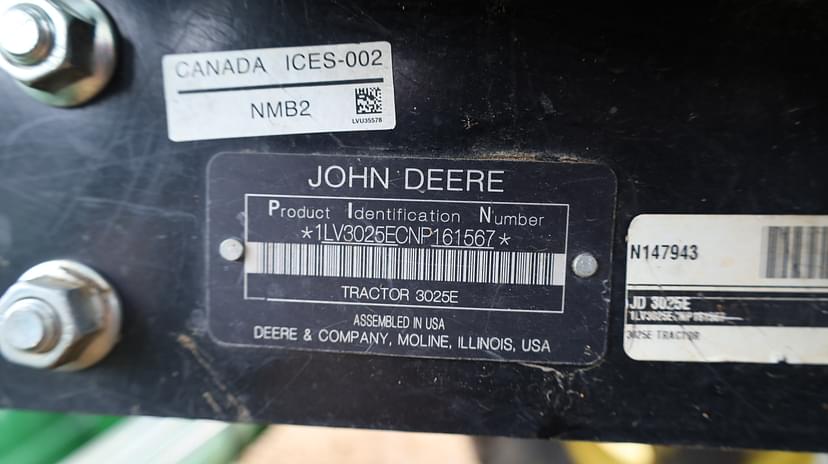 CANADA ICES-002
NMB2
LVU35578
JOHN DEERE
Product Identification Number
*1LV3025ECNP161567*
TRACTOR 3025E
ASSEMBLED IN USA
DEERE & COMPANY, MOLINE, ILLINOIS, USA
N147943
JD 3025E
1LV3025ECNP161567
3025E TRACTOR